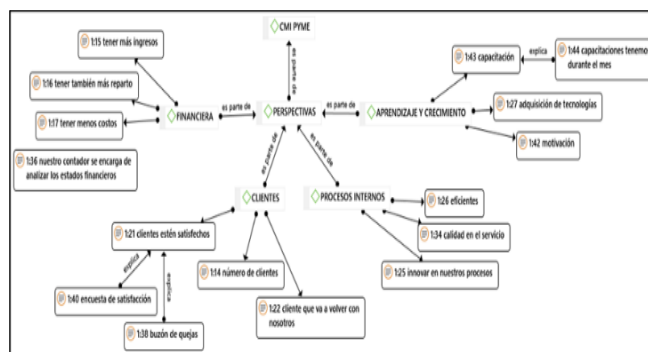 CMI PYME
1:15 tener más ingresos
es parte de
1:43 capacitación
explica
1:44 capacitaciones tenemos
durante el mes
1:16 tener también más reparto
1:17 tener menos costos
FINANCIERA
es parte de
PERSPECTIVAS
es parte de
APRENDIZAJE Y CRECIMIENTO
1:27 adquisición de tecnologías
1:42 motivación
1:36 nuestro contador se encarga de
analizar los estados financieros
es parte de
es parte de
CLIENTES
PROCESOS INTERNOS
1:26 eficientes
1:34 calidad en el servicio
1:25 innovar en nuestros procesos
1:21 clientes estén satisfechos
1:14 número de clientes
explica
explica
1:40 encuesta de satisfacción
1:38 buzón de quejas
1:22 cliente que va a volver con
nosotros